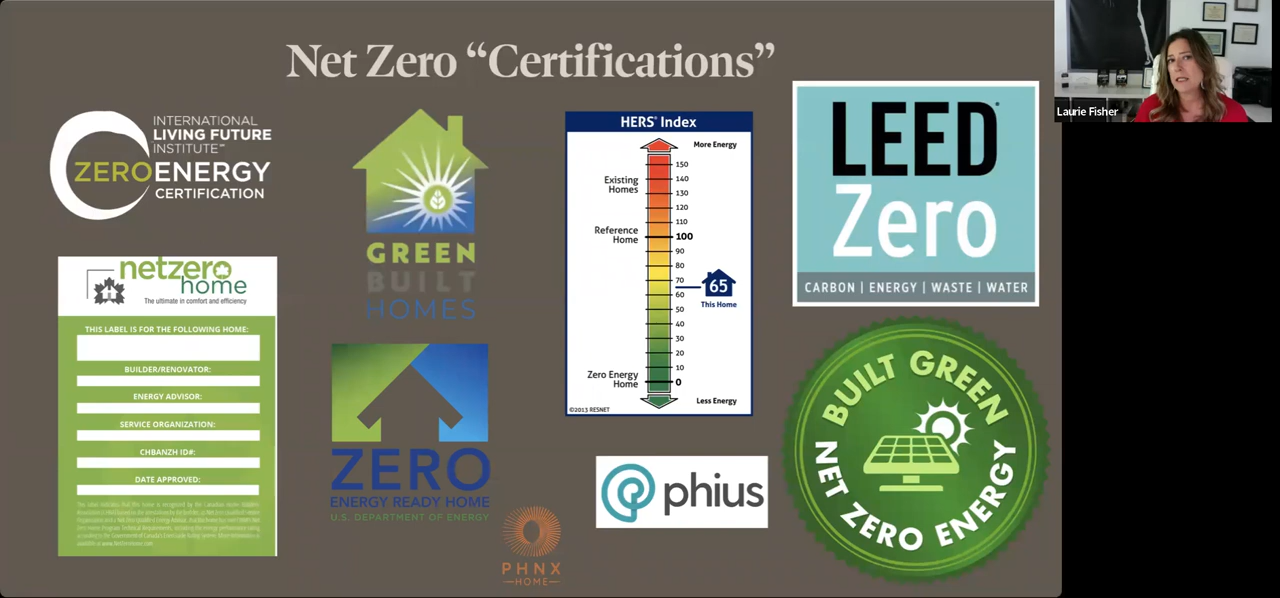 Net Zero “Certifications”
Laurie Fisher
INTERNATIONAL
LIVING FUTURE
INSTITUTE™
ZEROENERGY
CERTIFICATION
netzero
home
The ultimate in comfort and efficiency
THIS LABEL IS FOR THE FOLLOWING HOME:
BUILDER/RENOVATOR:
ENERGY ADVISOR:
SERVICE ORGANIZATION:
CHBANZH ID#:
DATE APPROVED:
GREEN
BUILT
HOMES
ZERO
ENERGY READY HOME
U.S. DEPARTMENT OF ENERGY
PHNX
HOME
HERS® Index
More Energy
150
Existing
Homes
140
130
120
110
Reference
Home
100
90
80
70
65
This Home
60
50
40
30
20
10
Zero Energy
Home
0
Less Energy
©2013 RESNET
phius
LEED
Zero
CARBON | ENERGY | WASTE | WATER
BUILT GREEN
NET ZERO ENERGY